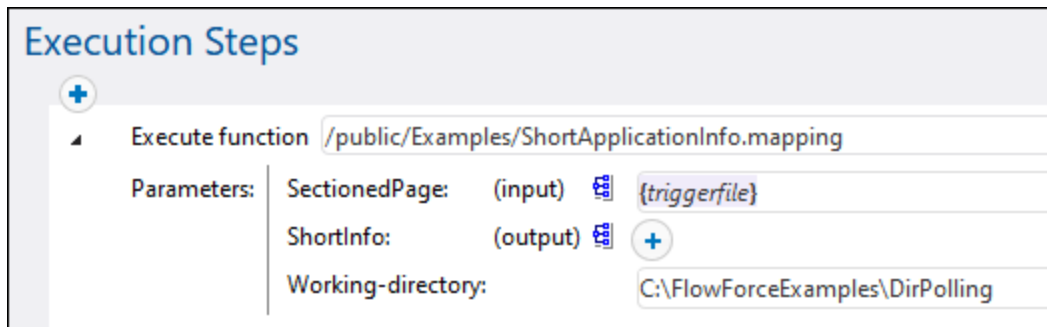 Execution Steps
Execute function /public/Examples/ShortApplicationInfo.mapping
Parameters: SectionedPage: (input) {triggerfile}
ShortInfo: (output)
Working-directory: C:\FlowForceExamples\DirPolling